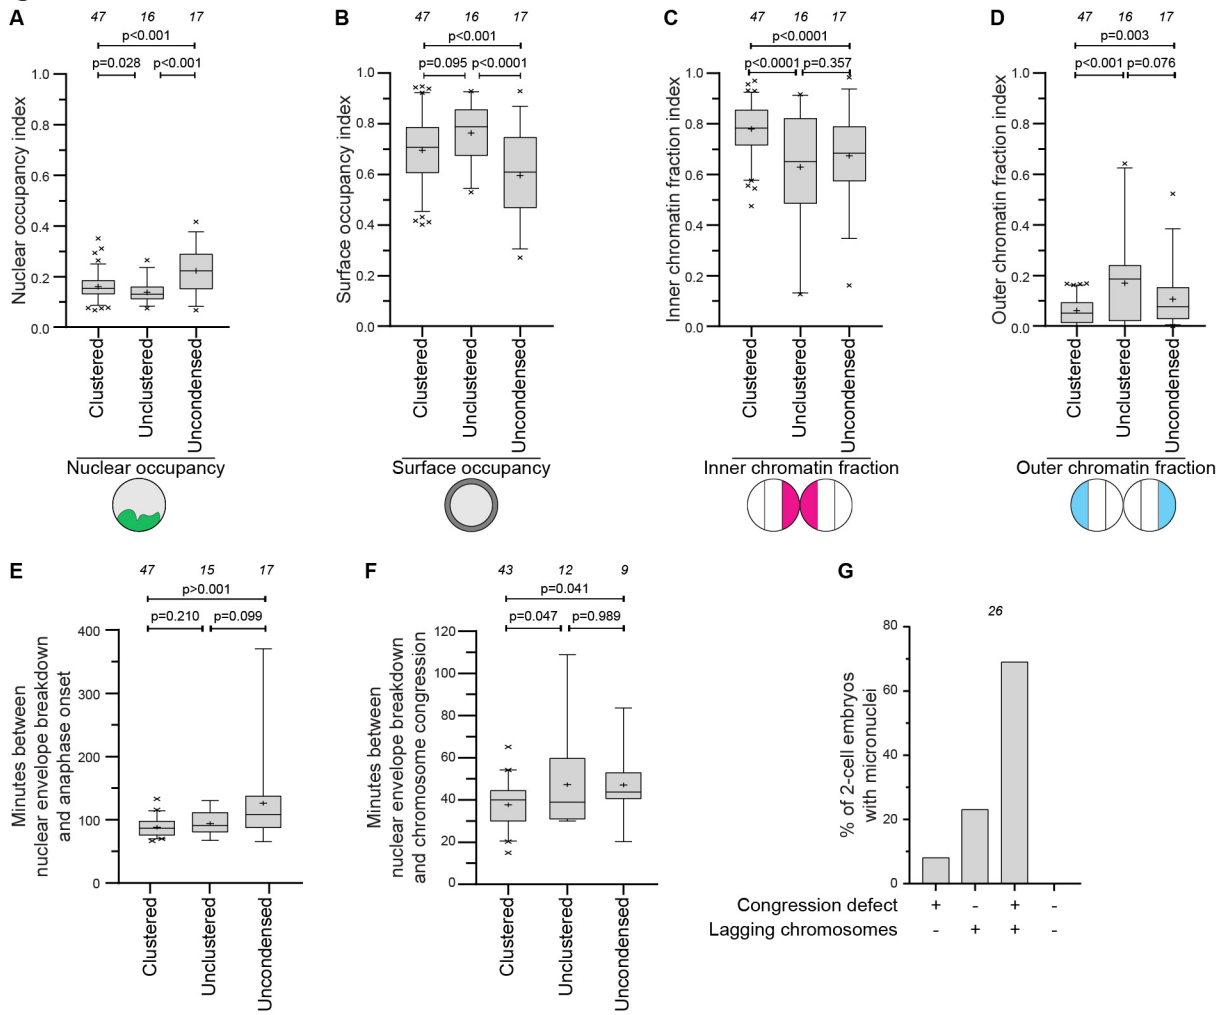 A
47 16 17
p<0.001
p=0.028 p<0.001
1.0
0.8
0.6
0.4
0.2
0.0
Nuclear occupancy index
Clustered
Unclustered
Uncondensed
Nuclear occupancy
B
47 16 17
p<0.001
p=0.095 p<0.0001
1.0
0.8
0.6
0.4
0.2
0.0
Surface occupancy index
Clustered
Unclustered
Uncondensed
Surface occupancy
C
47 16 17
p<0.0001
p<0.0001 p=0.357
1.0
0.8
0.6
0.4
0.2
0.0
Inner chromatin fraction index
Clustered
Unclustered
Uncondensed
Inner chromatin fraction
D
47 16 17
p=0.003
p<0.001 p=0.076
1.0
0.8
0.6
0.4
0.2
0.0
Outer chromatin fraction index
Clustered
Unclustered
Uncondensed
Outer chromatin fraction
E
47 15 17
p>0.001
p=0.210 p=0.099
400
300
200
100
0
Minutes between
nuclear envelope breakdown
and anaphase onset
Clustered
Unclustered
Uncondensed
F
43 12 9
p=0.041
p=0.047 p=0.989
120
100
80
60
40
20
0
Minutes between
nuclear envelope breakdown
and chromosome congression
Clustered
Unclustered
Uncondensed
G
26
80
60
40
20
0
% of 2-cell embryos
with micronuclei
Congression defect + - + -
Lagging chromosomes - + + -